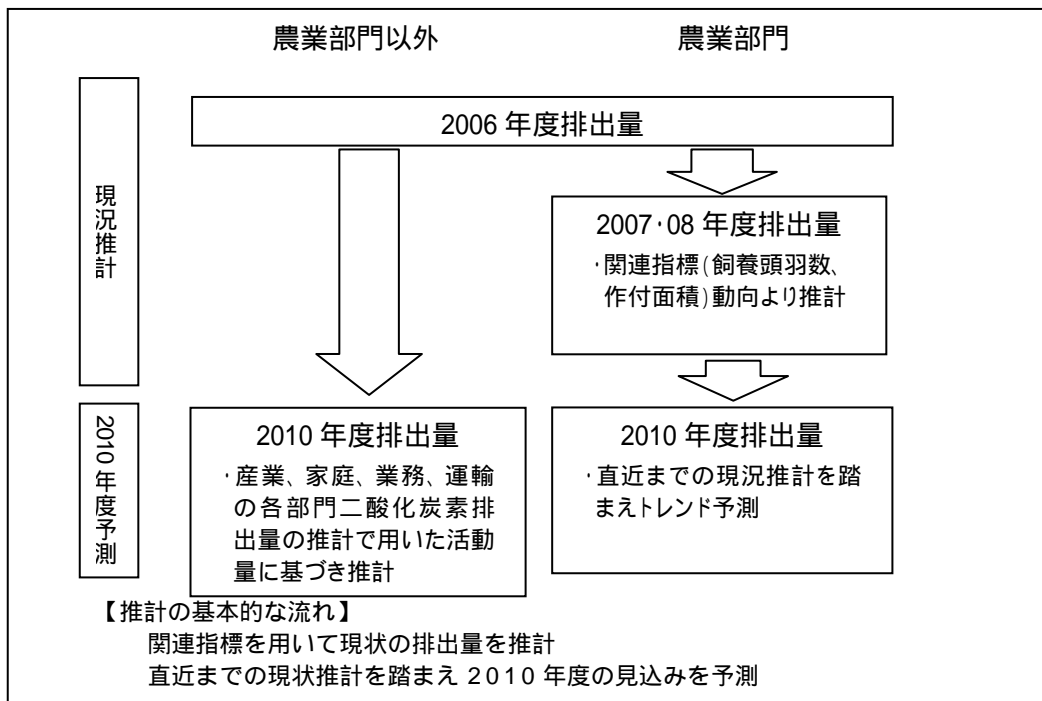 農業部門以外
農業部門
現況推計
2006 年度排出量
2007・08 年度排出量
・関連指標(飼養頭羽数、
作付面積)動向より推計
2010 年度予測
2010 年度排出量
・産業、家庭、業務、運輸
の各部門二酸化炭素排
出量の推計で用いた活動
量に基づき推計
2010 年度排出量
・直近までの現況推計を踏
まえトレンド予測
【推計の基本的な流れ】
関連指標を用いて現状の排出量を推計
直近までの現状推計を踏まえ 2010 年度の見込みを予測